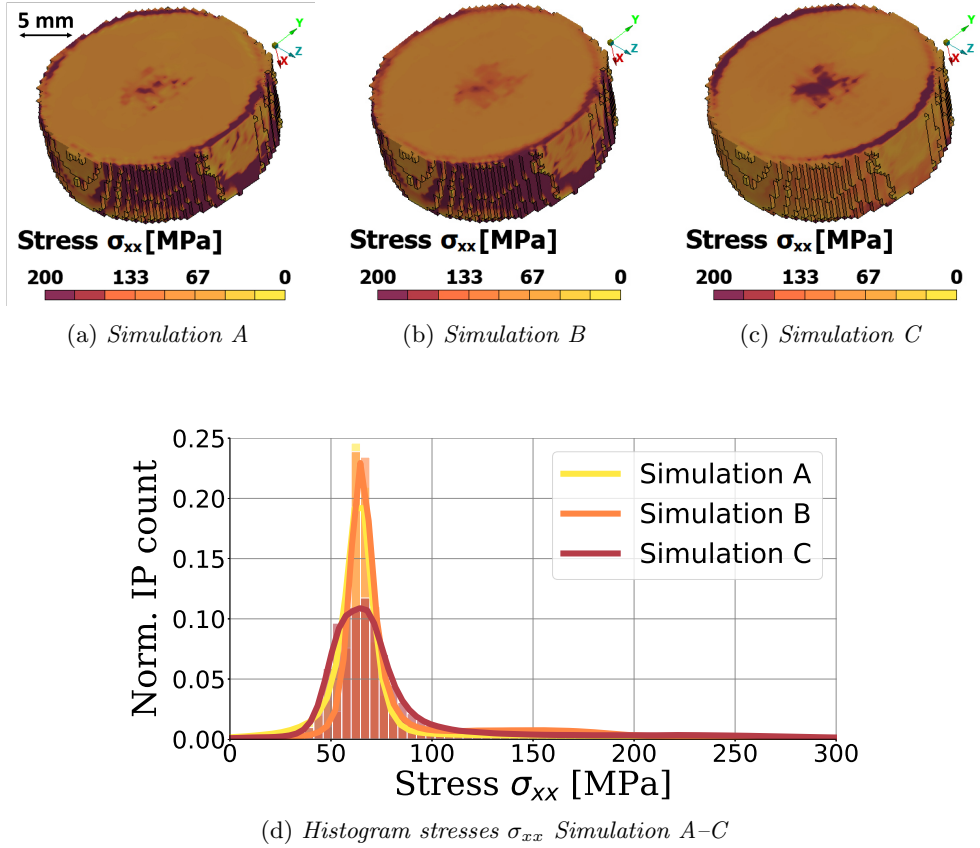 5 mm
Y
Z
X
Y
Z
X
Y
Z
X
Stress σxx [MPa]
200 133 67 0
Stress σxx [MPa]
200 133 67 0
Stress σxx [MPa]
200 133 67 0
(a) Simulation A
(b) Simulation B
(c) Simulation C
0.25
0.20
0.15
0.10
0.05
0.00
Norm. IP count
Simulation A
Simulation B
Simulation C
0 50 100 150 200 250 300
Stress σxx [MPa]
(d) Histogram stresses σxx Simulation A–C